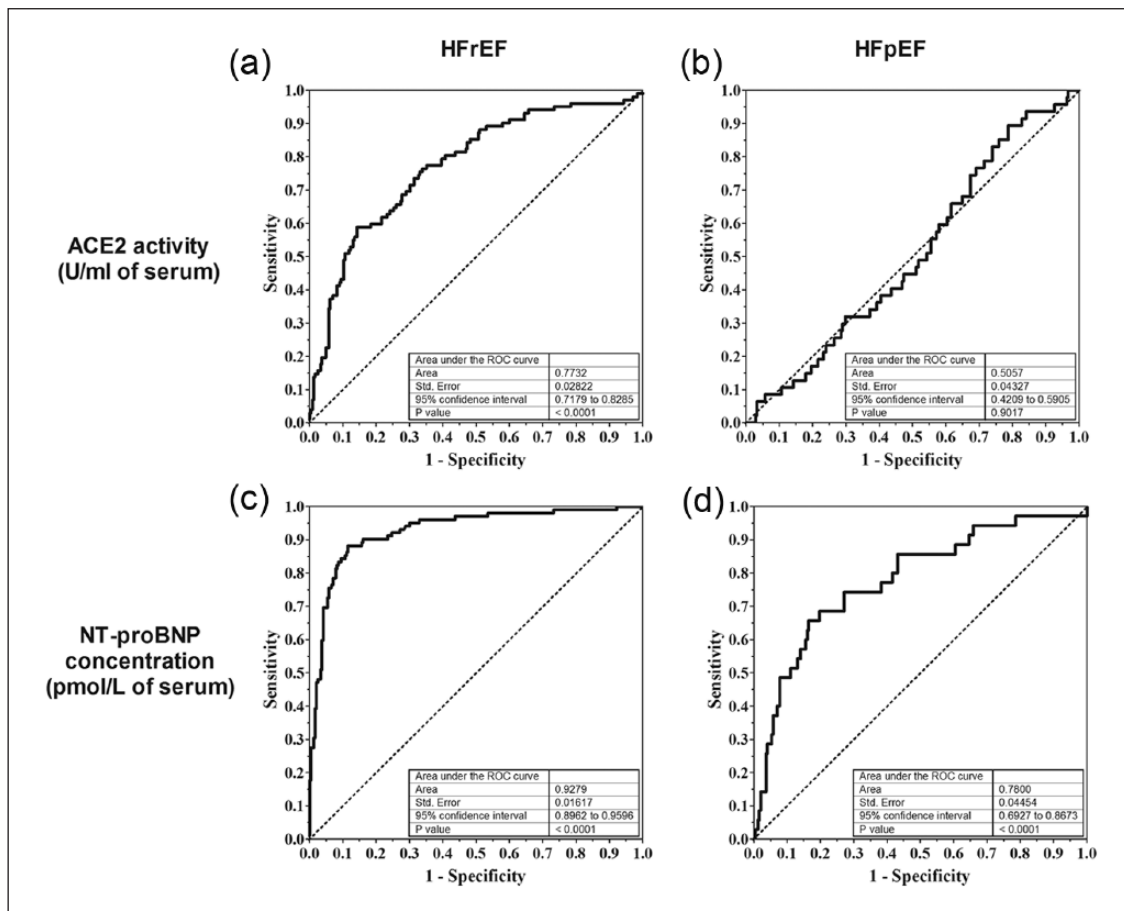 HFrEF
HFpEF
(a)
(b)
ACE2 activity
(U/ml of serum)
Sensitivity
1.0
0.9
0.8
0.7
0.6
0.5
0.4
0.3
0.2
0.1
0.0
Area under the ROC curve
Area 0.7732
Std. Error 0.02822
95% confidence interval 0.7179 to 0.8285
P value < 0.0001
0.0 0.1 0.2 0.3 0.4 0.5 0.6 0.7 0.8 0.9 1.0
1 - Specificity
Sensitivity
1.0
0.9
0.8
0.7
0.6
0.5
0.4
0.3
0.2
0.1
0.0
Area under the ROC curve
Area 0.5057
Std. Error 0.04327
95% confidence interval 0.4209 to 0.5905
P value 0.9017
0.0 0.1 0.2 0.3 0.4 0.5 0.6 0.7 0.8 0.9 1.0
1 - Specificity
(c)
(d)
NT-proBNP
concentration
(pmol/L of serum)
Sensitivity
1.0
0.9
0.8
0.7
0.6
0.5
0.4
0.3
0.2
0.1
0.0
Area under the ROC curve
Area 0.9279
Std. Error 0.01617
95% confidence interval 0.8962 to 0.9596
P value < 0.0001
0.0 0.1 0.2 0.3 0.4 0.5 0.6 0.7 0.8 0.9 1.0
1 - Specificity
Sensitivity
1.0
0.9
0.8
0.7
0.6
0.5
0.4
0.3
0.2
0.1
0.0
Area under the ROC curve
Area 0.7800
Std. Error 0.04454
95% confidence interval 0.6927 to 0.8673
P value < 0.0001
0.0 0.1 0.2 0.3 0.4 0.5 0.6 0.7 0.8 0.9 1.0
1 - Specificity